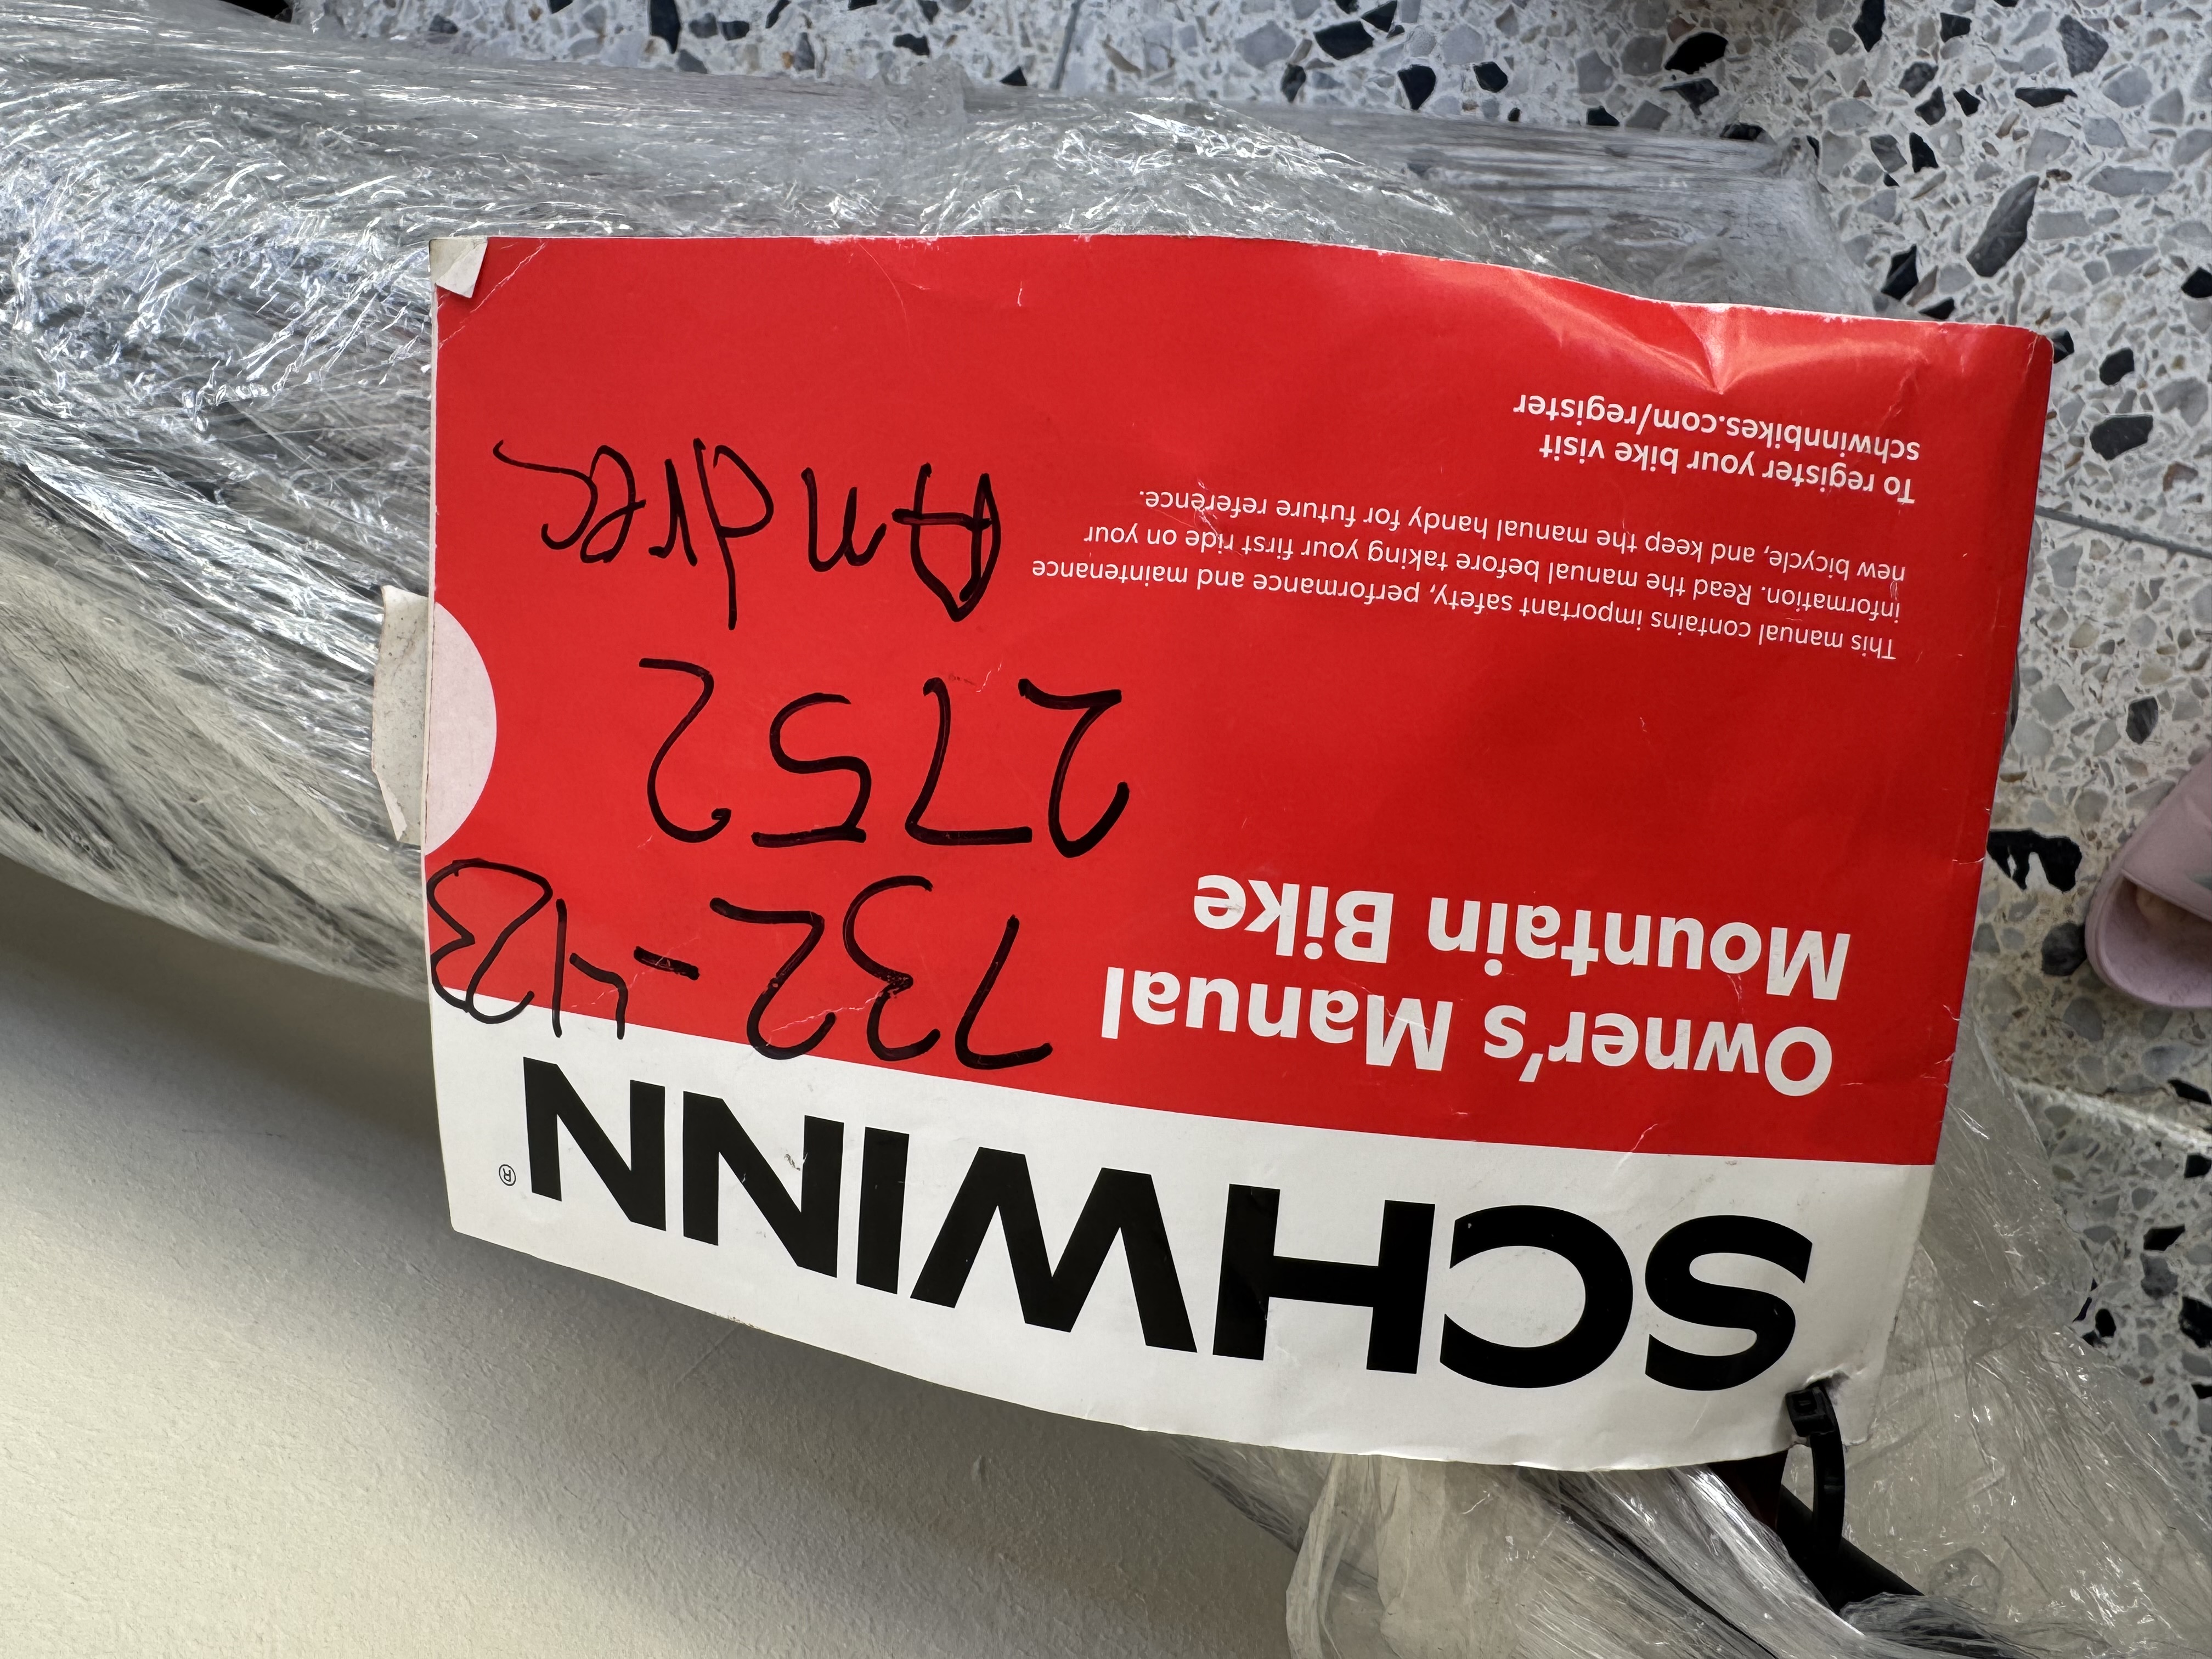 SCHWINN®
Owner's Manual
Mountain Bike
732-423
2752
Andrea
This manual contains important safety, performance and maintenance
information. Read the manual before taking your first ride on your
new bicycle, and keep the manual handy for future reference.
To register your bike visit
schwinnbikes.com/register